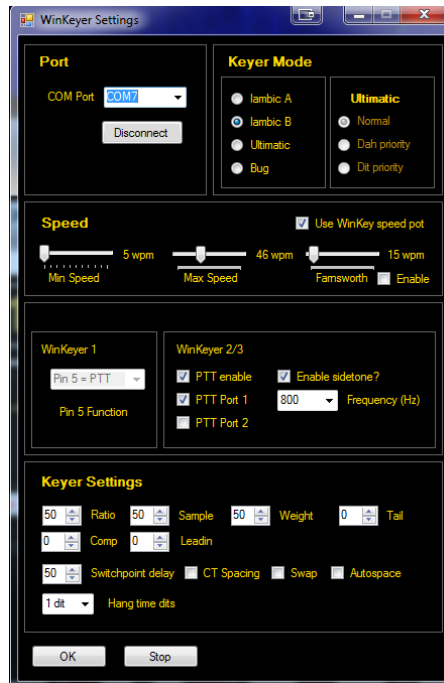 WinKeyer Settings
Port
COM Port COM7
Disconnect
Keyer Mode
Iambic A
Iambic B
Ultimatic
Bug
Ultimatic
Normal
Dah priority
Dit priority
Speed
Use WinKey speed pot
5 wpm 46 wpm 15 wpm
Min Speed Max Speed Farnsworth Enable
WinKeyer 1
Pin 5 = PTT
Pin 5 Function
WinKeyer 2/3
PTT enable Enable sidetone?
PTT Port 1 800 Frequency (Hz)
PTT Port 2
Keyer Settings
50 Ratio 50 Sample 50 Weight 0 Tail
0 Comp 0 Leadin
50 Switchpoint delay CT Spacing Swap Autospace
1 dit Hang time dits
OK Stop